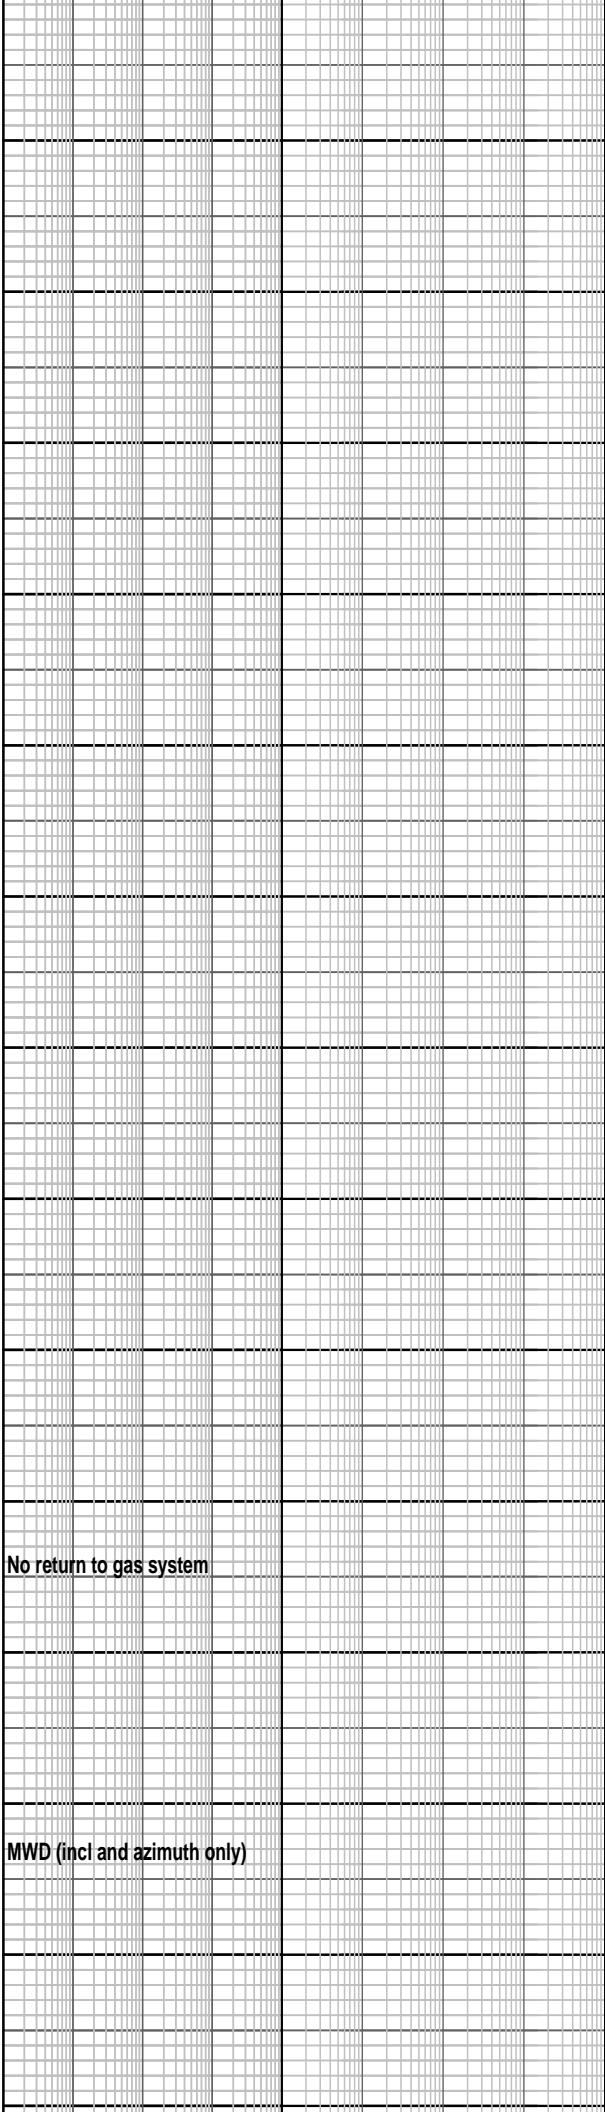 No return to gas system
MWD (incl and azimuth only)